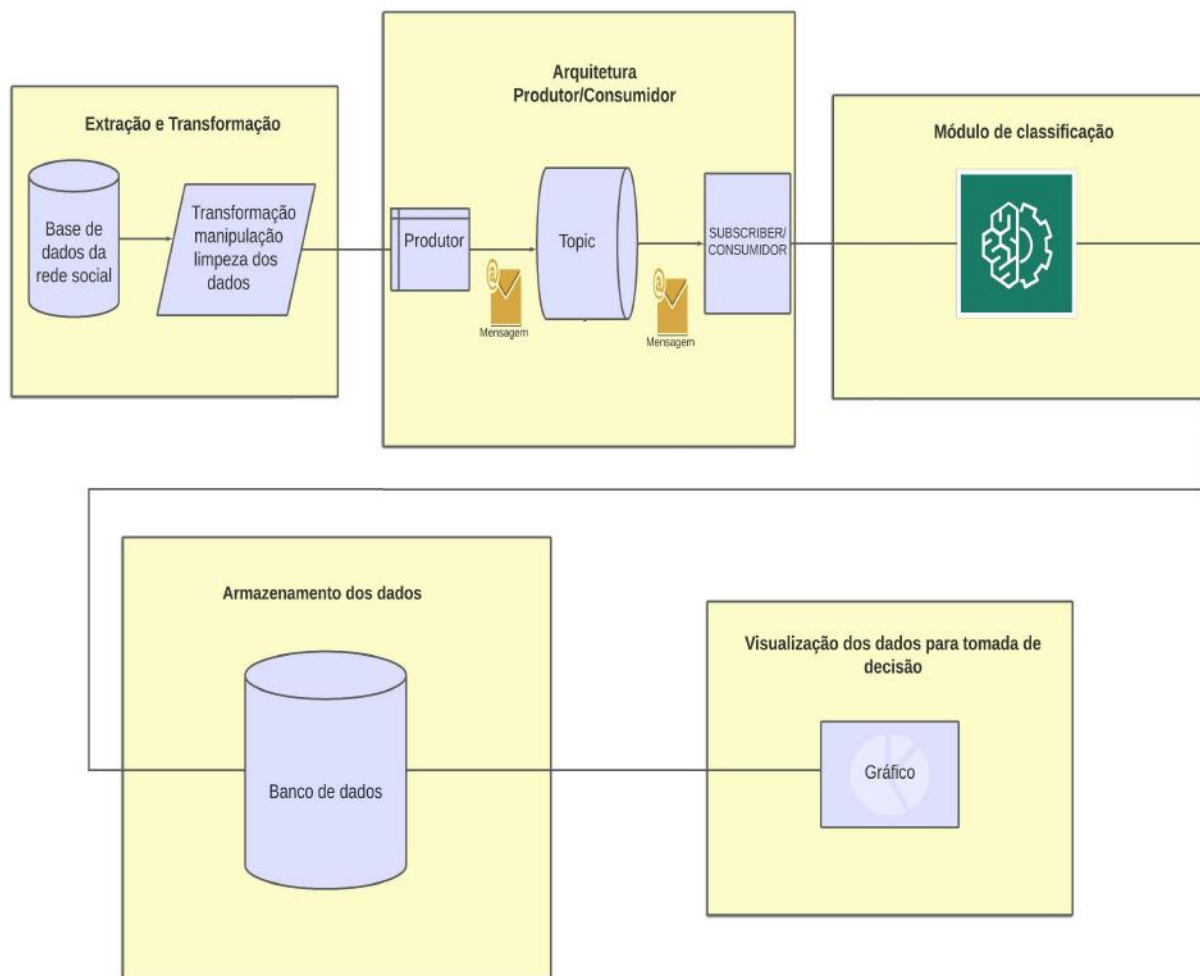 Extração e Transformação
Base de
dados da
rede social
Transformação
manipulação
limpeza dos
dados
Arquitetura
Produtor/Consumidor
Produtor
Mensagem
Topic
Mensagem
SUBSCRIBER/
CONSUMIDOR
Módulo de classificação
Armazenamento dos dados
Banco de dados
Visualização dos dados para tomada de
decisão
Gráfico